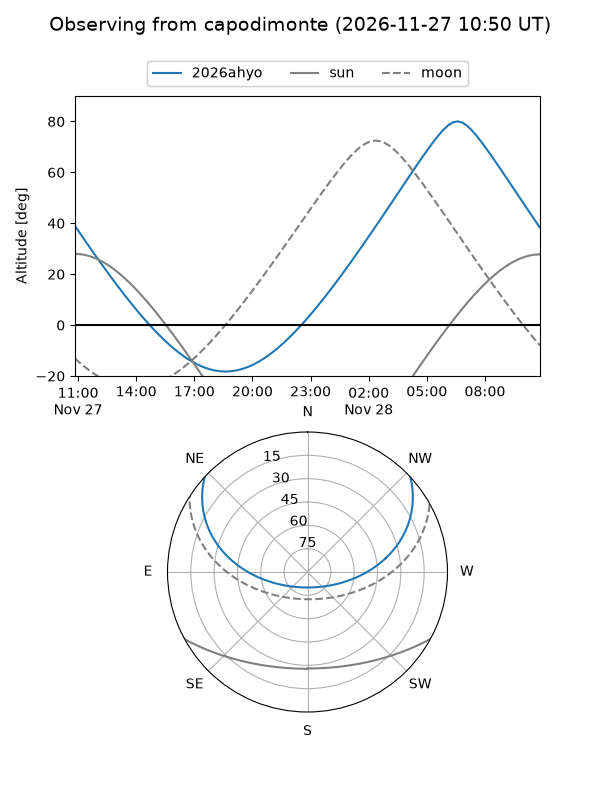 Observing from capodimonte (2026-11-27 10:50 UT)
2026ahyo sun moon
Altitude [deg]
80
60
40
20
0
−20
11:00 14:00 17:00 20:00 23:00 02:00 05:00 08:00
Nov 27 Nov 28
N
NE NW
15
30
45
60
75
E W
SE SW
S